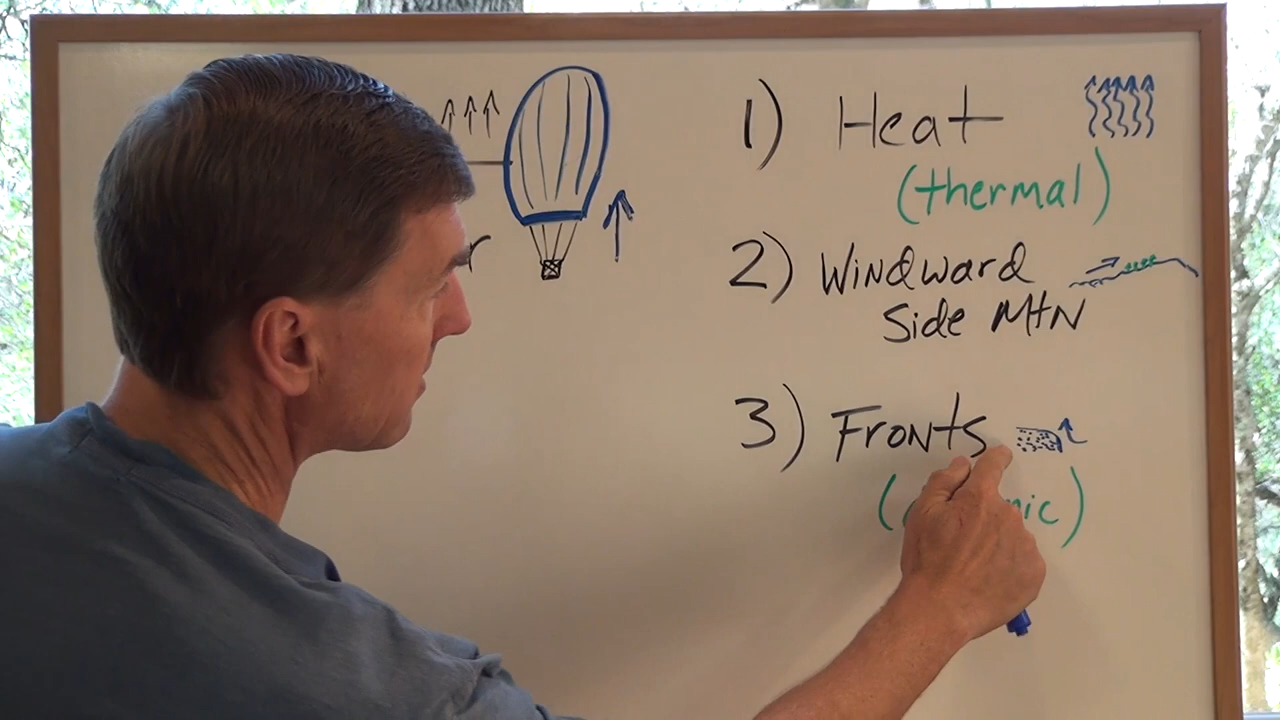 1) Heat
(thermal)
2) Windward
Side MtN
3) Fronts